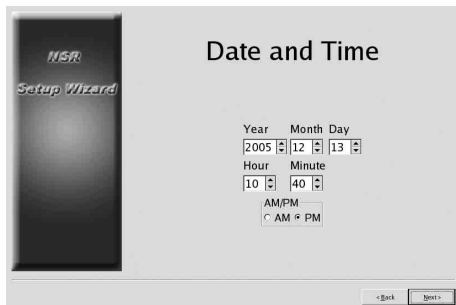 NSR
Setup Wizard
Date and Time
Year Month Day
2005 12 13
Hour Minute
10 40
AM/PM
AM PM
< Back Next >